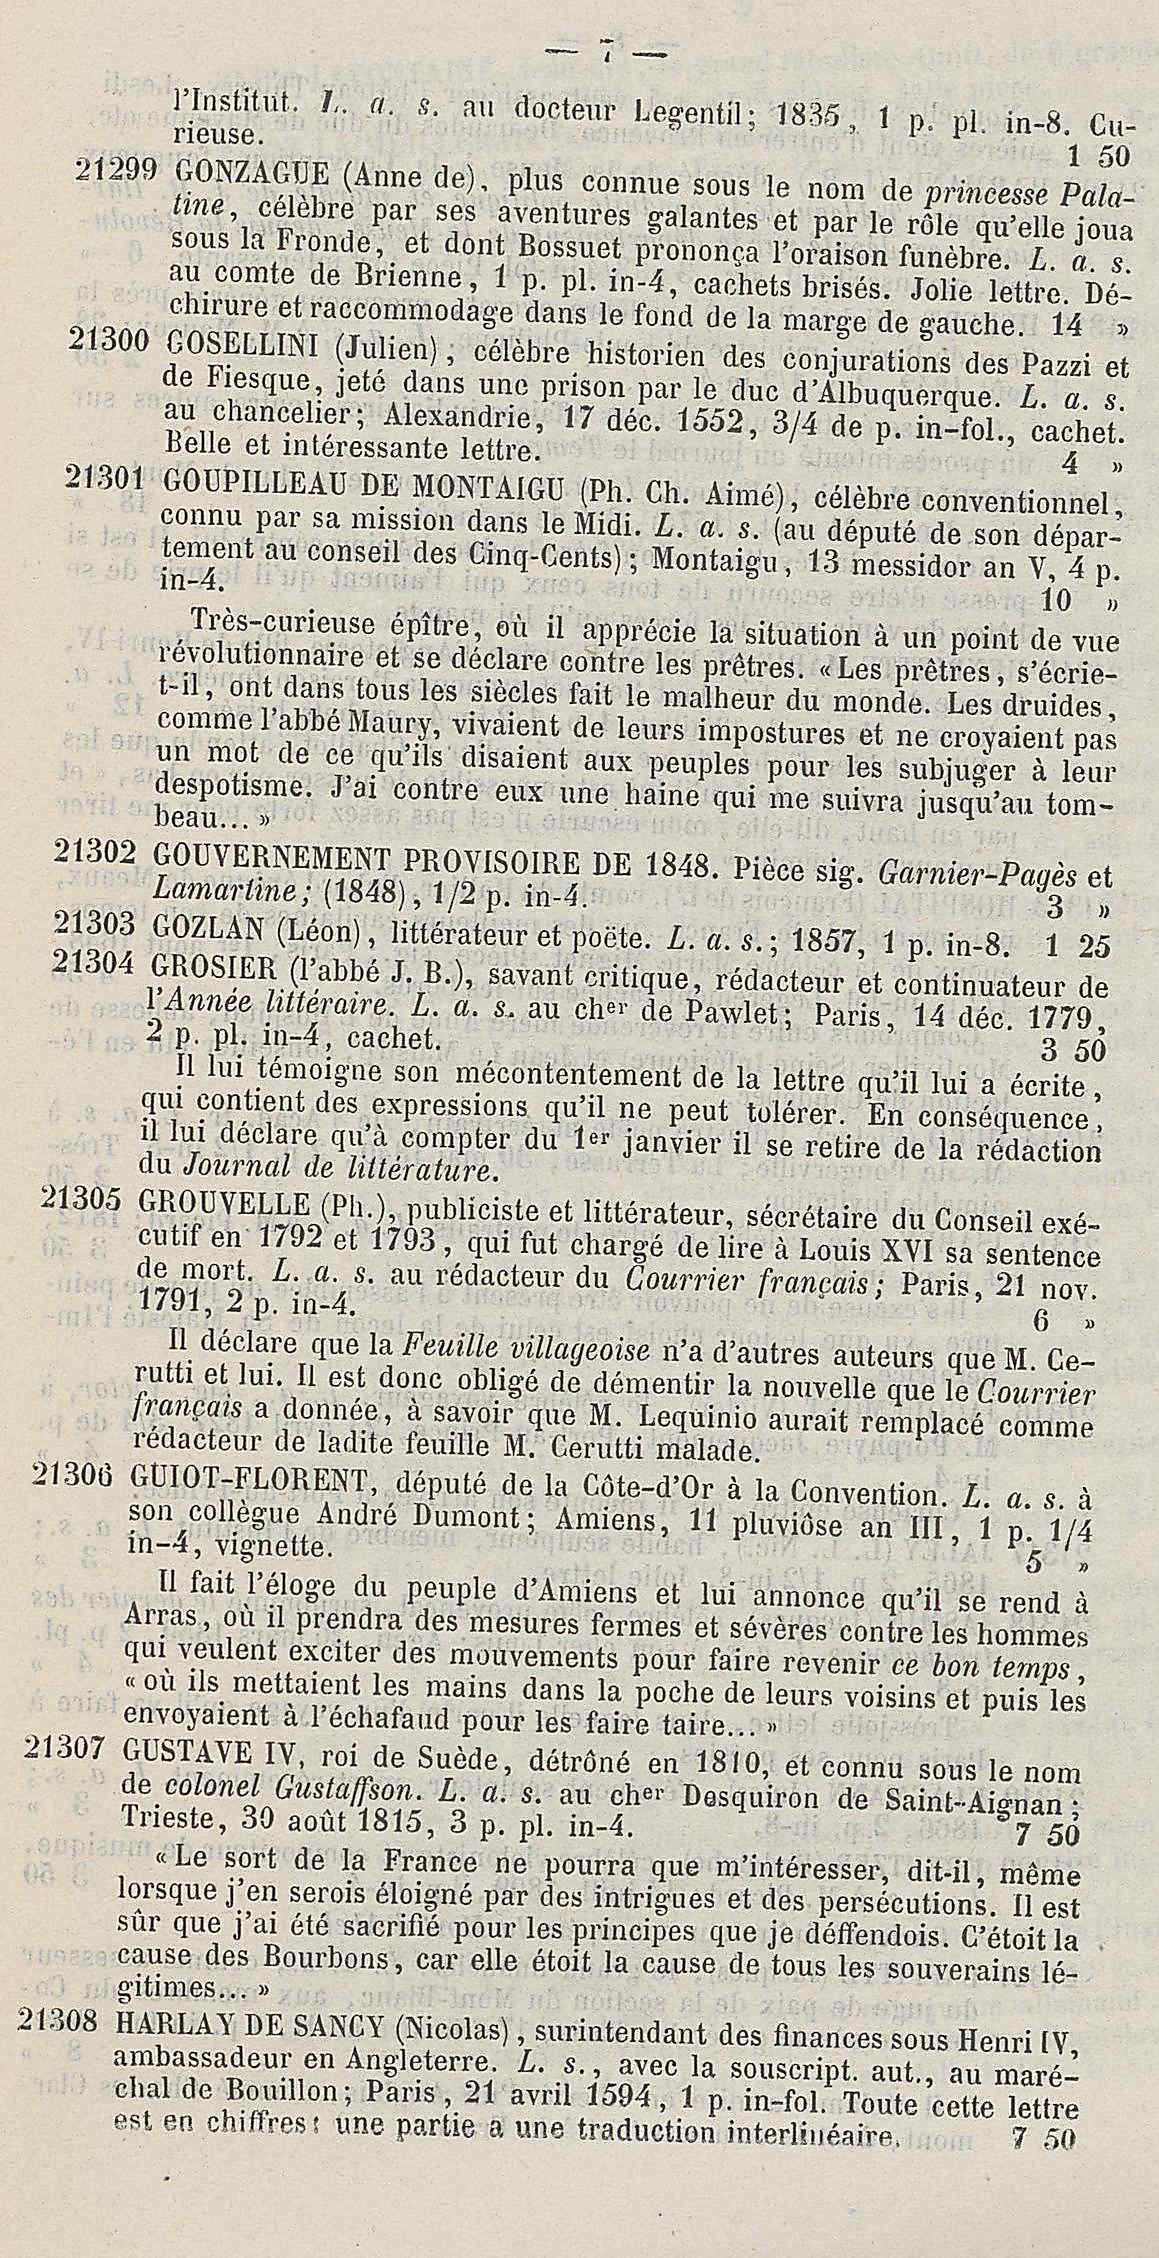 — 7 —
l'Institut. L. a. s. au docteur Legentil; 1835, 1 p. pl. in-8. Cu-
rieuse. 1 50
21299 GONZAGUE (Anne de), plus connue sous le nom de princesse Pala-
tine, célèbre par ses aventures galantes et par le rôle qu'elle joua
sous la Fronde, et dont Bossuet prononça l'oraison funèbre. L. a. s.
au comte de Brienne, 1 p. pl. in-4, cachets brisés. Jolie lettre. Dé-
chirure et raccommodage dans le fond de la marge de gauche. 14 »
21300 GOSELLINI (Julien), célèbre historien des conjurations des Pazzi et
de Fiesque, jeté dans une prison par le duc d'Albuquerque. L. a. s.
au chancelier; Alexandrie, 17 déc. 1552, 3/4 de p. in-fol., cachet.
Belle et intéressante lettre. 4 »
21301 GOUPILLEAU DE MONTAIGU (Ph. Ch. Aimé), célèbre conventionnel,
connu par sa mission dans le Midi. L. a. s. (au député de son dépar-
tement au conseil des Cinq-Cents); Montaigu, 13 messidor an V, 4 p.
in-4. 10 »
Très-curieuse épître, où il apprécie la situation à un point de vue
révolutionnaire et se déclare contre les prêtres. «Les prêtres, s'écrie-
t-il, ont dans tous les siècles fait le malheur du monde. Les druides,
comme l'abbé Maury, vivaient de leurs impostures et ne croyaient pas
un mot de ce qu'ils disaient aux peuples pour les subjuger à leur
despotisme. J'ai contre eux une haine qui me suivra jusqu'au tom-
beau... »
21302 GOUVERNEMENT PROVISOIRE DE 1848. Pièce sig. Garnier-Pagès et
Lamartine; (1848), 1/2 p. in-4. 3 »
21303 GOZLAN (Léon), littérateur et poëte. L. a. s.; 1857, 1 p. in-8. 1 25
21304 GROSIER (l'abbé J. B.), savant critique, rédacteur et continuateur de
l'Année littéraire. L. a. s. au cher de Pawlet; Paris, 14 déc. 1779,
2 p. pl. in-4, cachet. 3 50
Il lui témoigne son mécontentement de la lettre qu'il lui a écrite,
qui contient des expressions qu'il ne peut tolérer. En conséquence,
il lui déclare qu'à compter du 1er janvier il se retire de la rédaction
du Journal de littérature.
21305 GROUVELLE (Ph.), publiciste et littérateur, sécrétaire du Conseil exé-
cutif en 1792 et 1793, qui fut chargé de lire à Louis XVI sa sentence
de mort. L. a. s. au rédacteur du Courrier français; Paris, 21 nov.
1791, 2 p. in-4. 6 »
Il déclare que la Feuille villageoise n'a d'autres auteurs que M. Ce-
rutti et lui. Il est donc obligé de démentir la nouvelle que le Courrier
français a donnée, à savoir que M. Lequinio aurait remplacé comme
rédacteur de ladite feuille M. Cerutti malade.
21306 GUIOT-FLORENT, député de la Côte-d'Or à la Convention. L. a. s. à
son collègue André Dumont; Amiens, 11 pluviôse an III, 1 p. 1/4
in-4, vignette. 5 »
Il fait l'éloge du peuple d'Amiens et lui annonce qu'il se rend à
Arras, où il prendra des mesures fermes et sévères contre les hommes
qui veulent exciter des mouvements pour faire revenir ce bon temps,
« où ils mettaient les mains dans la poche de leurs voisins et puis les
envoyaient à l'échafaud pour les faire taire... »
21307 GUSTAVE IV, roi de Suède, détrôné en 1810, et connu sous le nom
de colonel Gustaffson. L. a. s. au cher Desquiron de Saint-Aignan;
Trieste, 30 août 1815, 3 p. pl. in-4. 7 50
«Le sort de la France ne pourra que m'intéresser, dit-il, même
lorsque j'en serois éloigné par des intrigues et des persécutions. Il est
sûr que j'ai été sacrifié pour les principes que je déffendois. C'étoit la
cause des Bourbons, car elle étoit la cause de tous les souverains lé-
gitimes... »
21308 HARLAY DE SANCY (Nicolas), surintendant des finances sous Henri IV,
ambassadeur en Angleterre. L. s., avec la souscript. aut., au maré-
chal de Bouillon; Paris, 21 avril 1594, 1 p. in-fol. Toute cette lettre
est en chiffres: une partie a une traduction interlinéaire. 7 50